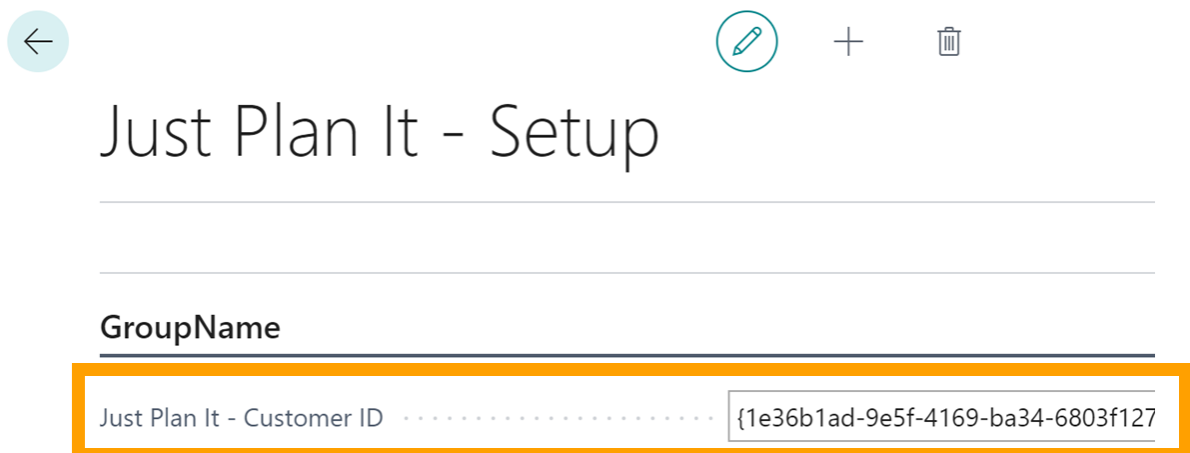 Just Plan It - Setup
GroupName
Just Plan It - Customer ID {1e36b1ad-9e5f-4169-ba34-6803f127